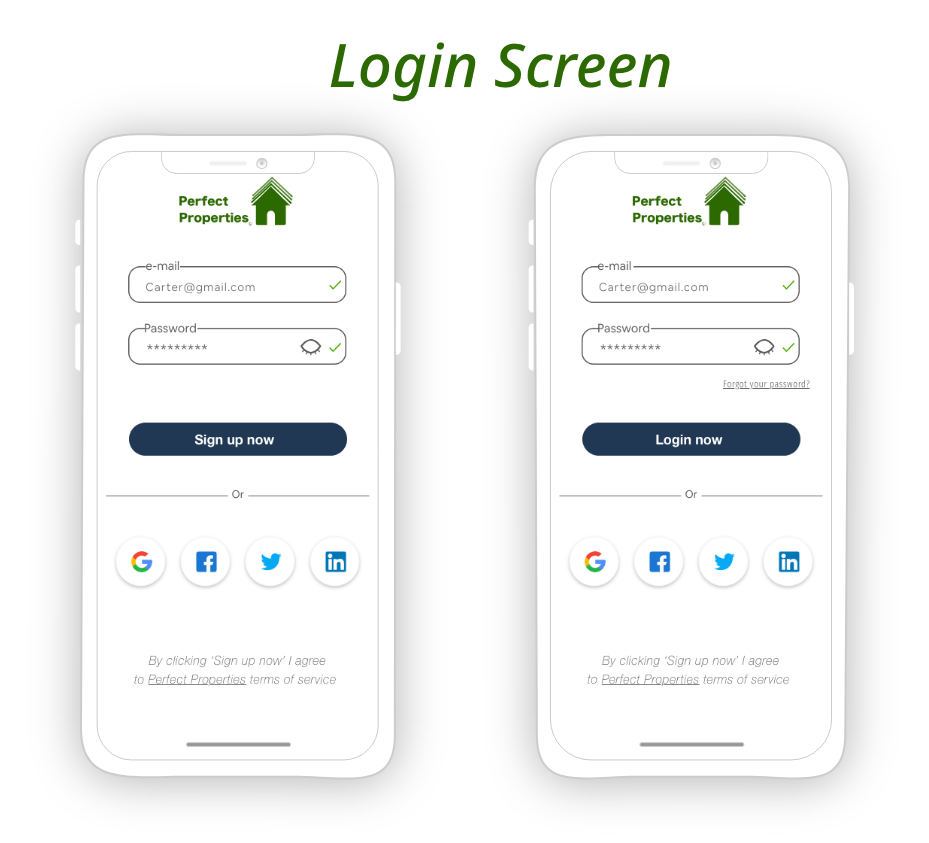 Login Screen
Perfect
Properties
e-mail
Carter@gmail.com
Password
*********
Sign up now
Or
By clicking 'Sign up now' I agree
to Perfect Properties terms of service
Perfect
Properties
e-mail
Carter@gmail.com
Password
*********
Forgot your password?
Login now
Or
By clicking 'Sign up now' I agree
to Perfect Properties terms of service